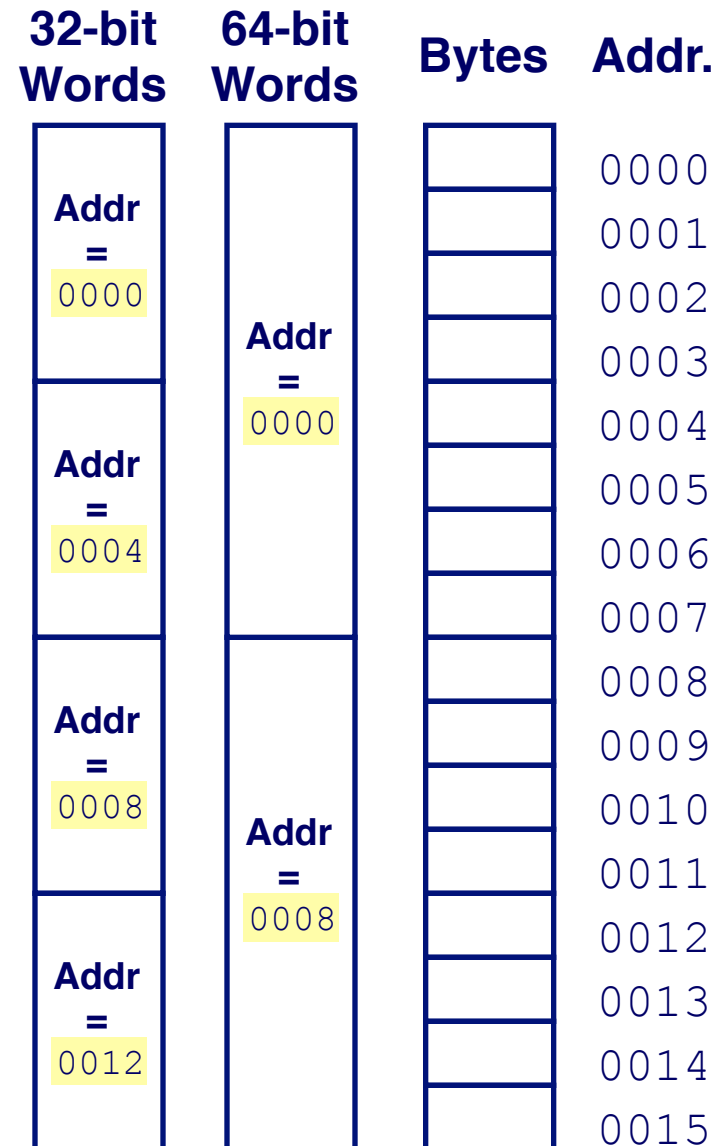 32-bit Words
64-bit Words
Bytes
Addr.
Addr
=
0000
Addr
=
0004
Addr
=
0008
Addr
=
0012
Addr
=
0000
Addr
=
0008
0000
0001
0002
0003
0004
0005
0006
0007
0008
0009
0010
0011
0012
0013
0014
0015